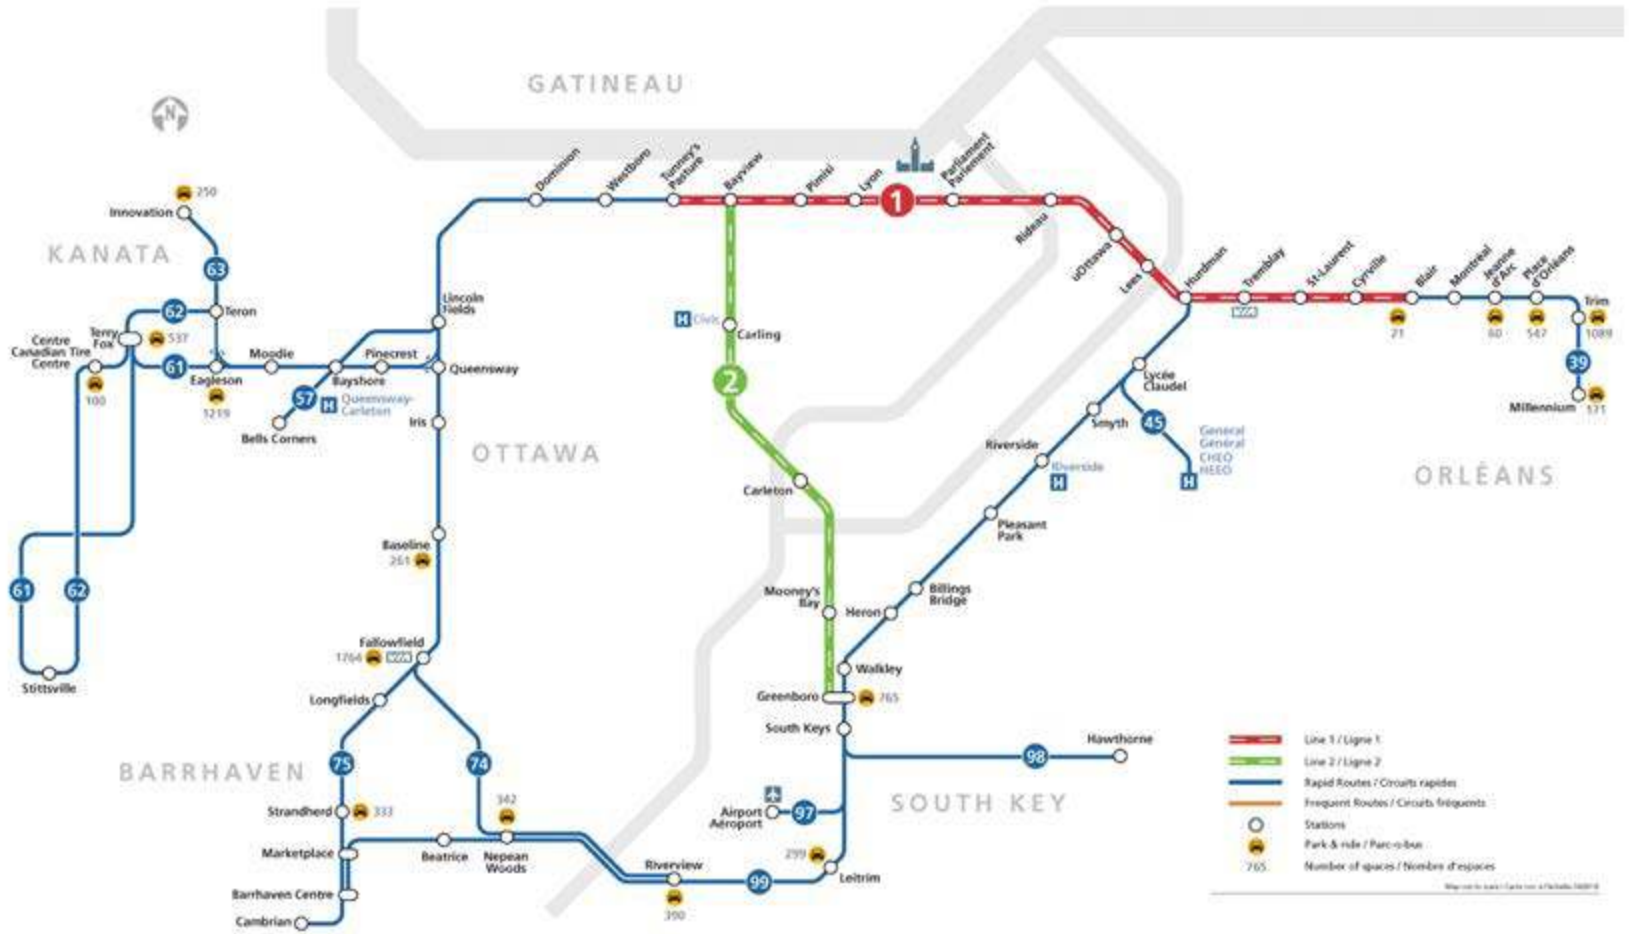 GATINEAU
N
250
Innovation
KANATA
63
62
Teron
Terry
Fox
537
Centre
Canadian Tire
Centre
100
61
Eagleson
1219
Moodie
Bayshore
Pinecrest
57
H
Queensway-
Carleton
Bells Corners
Lincoln
Fields
Queensway
Iris
Dominion
Westboro
Tunney's
Pasture
Bayview
Pimisi
Lyon
1
Parliament
Parlement
Rideau
uOttawa
Lees
Hurdman
Tremblay
VIA
St-Laurent
Cyrville
Blair
21
Montréal
Jeanne
d'Arc
60
Place
d'Orléans
547
Trim
1089
39
Millennium
171
ORLÉANS
H Civic
Carling
2
OTTAWA
Carleton
Mooney's
Bay
Heron
Billings
Bridge
Pleasant
Park
Riverside
Riverside
H
Smyth
Lycée
Claudel
45
General
Général
CHEO
HEEO
H
Baseline
261
61
62
Stittsville
Fallowfield
1764
VIA
Longfields
75
74
BARRHAVEN
Strandherd
333
Marketplace
Barrhaven Centre
Cambrian
Beatrice
342
Nepean
Woods
Riverview
390
99
299
Leitrim
Walkley
Greenboro
765
South Keys
98
Hawthorne
Airport
Aéroport
97
SOUTH KEY
Line 1 / Ligne 1
Line 2 / Ligne 2
Rapid Routes / Circuits rapides
Frequent Routes / Circuits fréquents
Stations
Park & ride / Parc-o-bus
765
Number of spaces / Nombre d'espaces